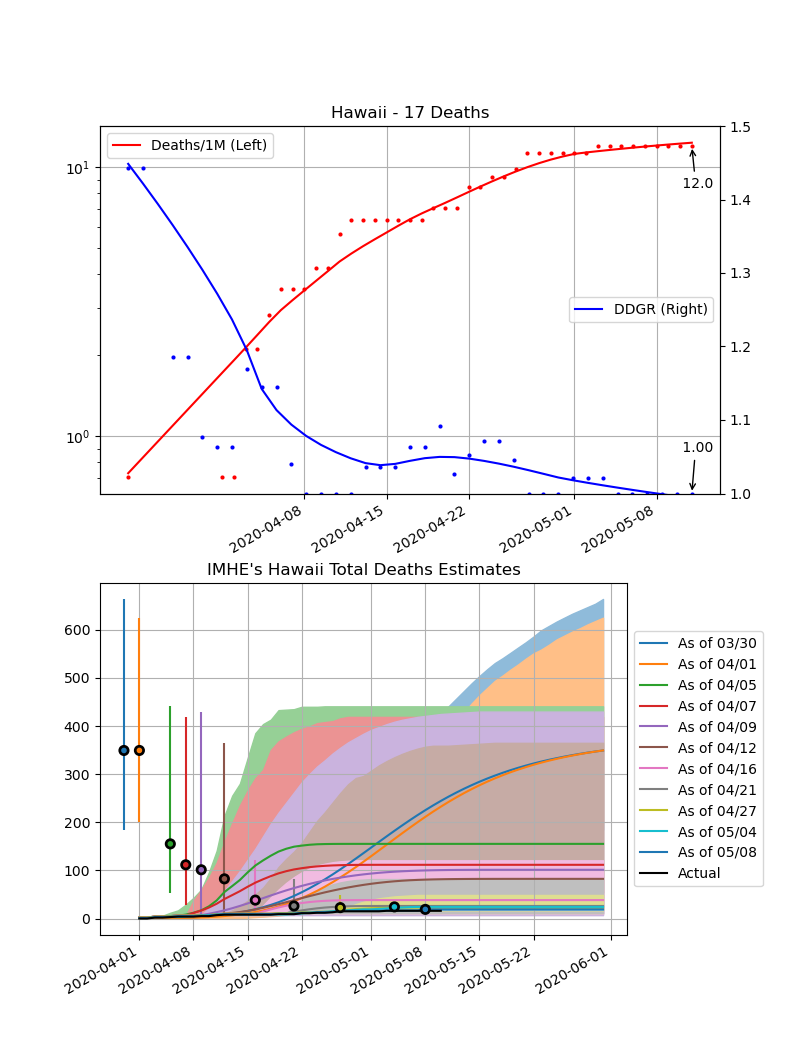 Hawaii - 17 Deaths
Deaths/1M (Left)
DDGR (Right)
12.0
1.00
10¹
10⁰
1.5
1.4
1.3
1.2
1.1
1.0
2020-04-08
2020-04-15
2020-04-22
2020-05-01
2020-05-08
IMHE's Hawaii Total Deaths Estimates
600
500
400
300
200
100
0
2020-04-01
2020-04-08
2020-04-15
2020-04-22
2020-05-01
2020-05-08
2020-05-15
2020-05-22
2020-06-01
As of 03/30
As of 04/01
As of 04/05
As of 04/07
As of 04/09
As of 04/12
As of 04/16
As of 04/21
As of 04/27
As of 05/04
As of 05/08
Actual